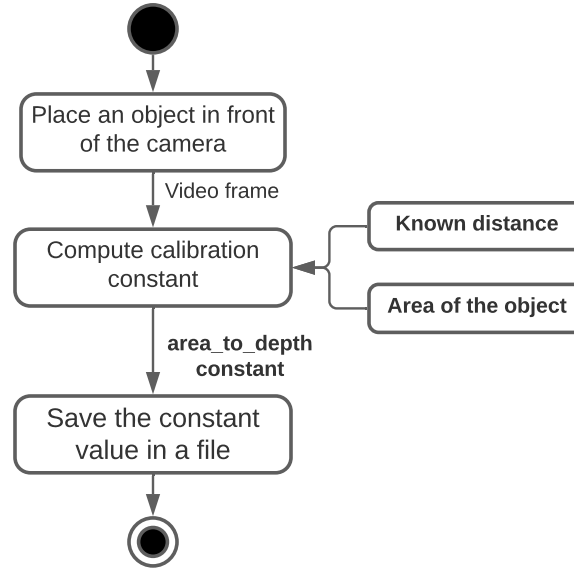 Place an object in front
of the camera
Video frame
Compute calibration
constant
Known distance
Area of the object
area_to_depth
constant
Save the constant
value in a file